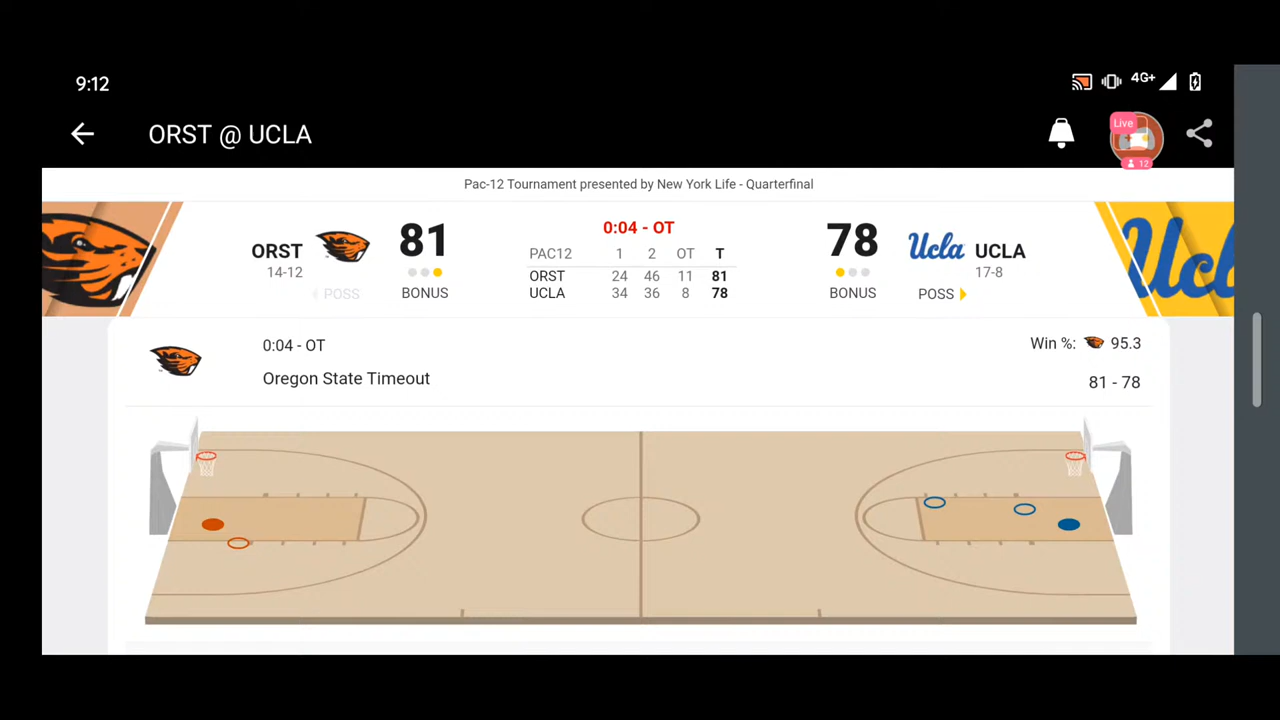 9:12
4G+
ORST @ UCLA
Live
12
Pac-12 Tournament presented by New York Life - Quarterfinal
ORST
14-12
POSS
81
BONUS
0:04 - OT
PAC12 1 2 OT T
ORST 24 46 11 81
UCLA 34 36 8 78
78
BONUS
Ucla
UCLA
17-8
POSS
Ucl
0:04 - OT
Win %: 95.3
Oregon State Timeout
81 - 78